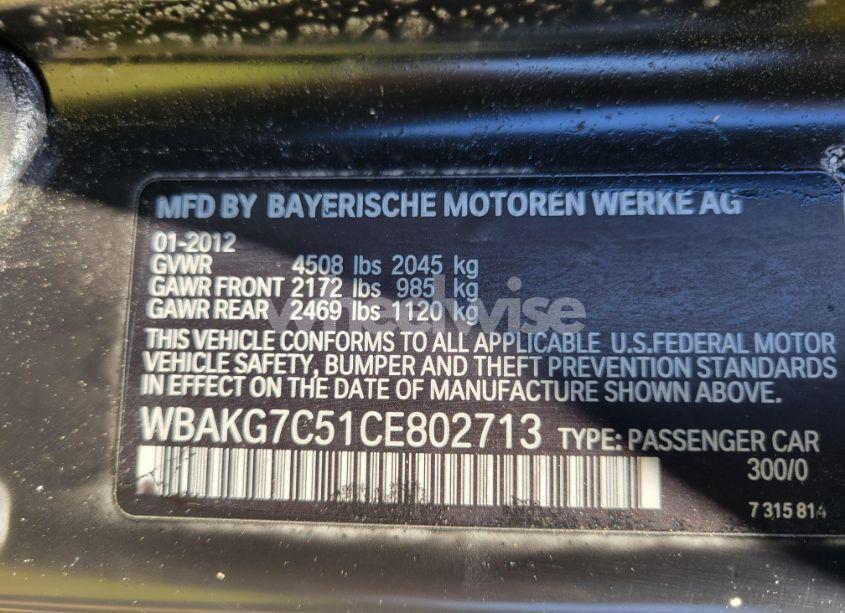 MFD BY BAYERISCHE MOTOREN WERKE AG
01-2012
GVWR 4508 lbs 2045 kg
GAWR FRONT 2172 lbs 985 kg
GAWR REAR 2469 lbs 1120 kg
wheelwise
THIS VEHICLE CONFORMS TO ALL APPLICABLE U.S.FEDERAL MOTOR
VEHICLE SAFETY, BUMPER AND THEFT PREVENTION STANDARDS
IN EFFECT ON THE DATE OF MANUFACTURE SHOWN ABOVE.
WBAKG7C51CE802713 TYPE: PASSENGER CAR
300/0
7 315 814